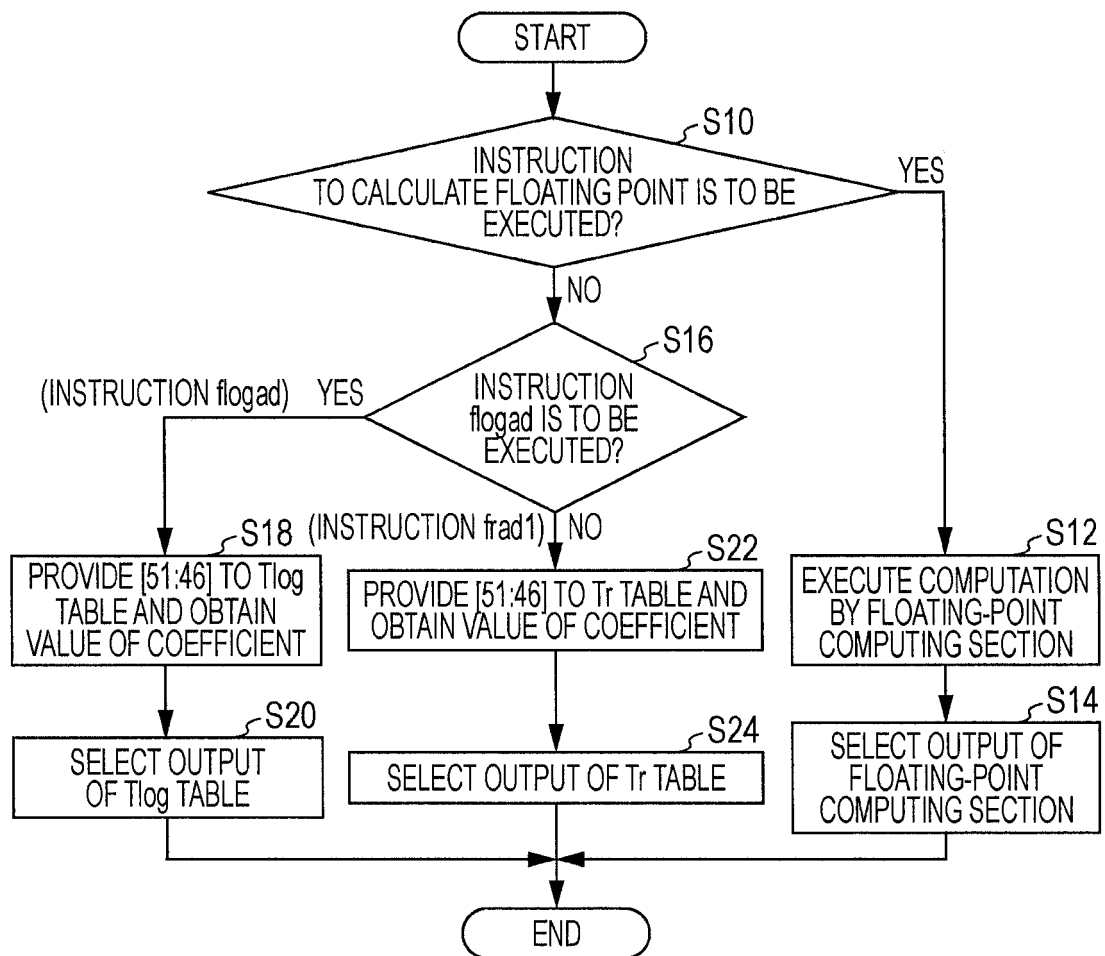 START
S10
INSTRUCTION
TO CALCULATE FLOATING POINT IS TO BE
EXECUTED?
YES
NO
S16
INSTRUCTION
flogad IS TO BE
EXECUTED?
(INSTRUCTION flogad) YES
(INSTRUCTION frad1) NO
S18
PROVIDE [51:46] TO Tlog
TABLE AND OBTAIN
VALUE OF COEFFICIENT
S22
PROVIDE [51:46] TO Tr TABLE AND
OBTAIN VALUE OF COEFFICIENT
S12
EXECUTE COMPUTATION
BY FLOATING-POINT
COMPUTING SECTION
S20
SELECT OUTPUT
OF Tlog TABLE
S24
SELECT OUTPUT OF Tr TABLE
S14
SELECT OUTPUT OF
FLOATING-POINT
COMPUTING SECTION
END